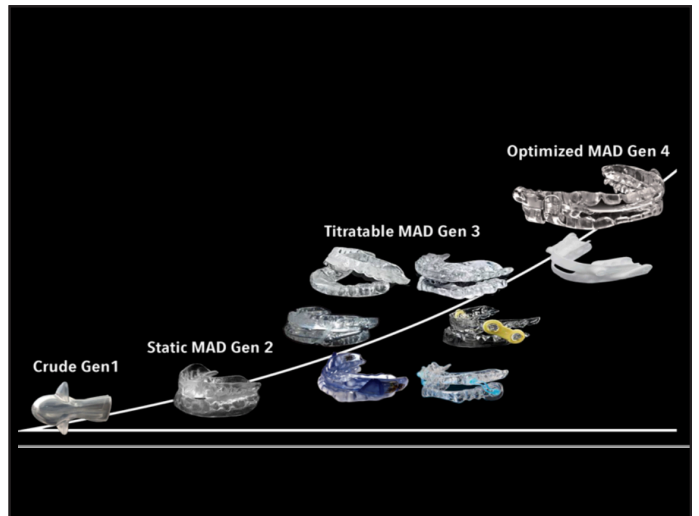 Optimized MAD Gen 4
Titratable MAD Gen 3
Static MAD Gen 2
Crude Gen1